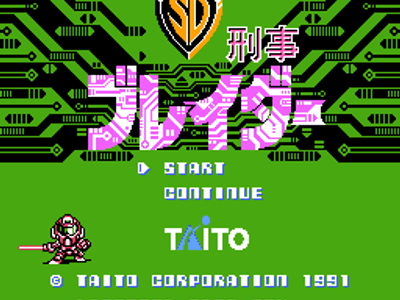 SD
刑事
ブレイダー
START
CONTINUE
TAITO
© TAITO CORPORATION 1991